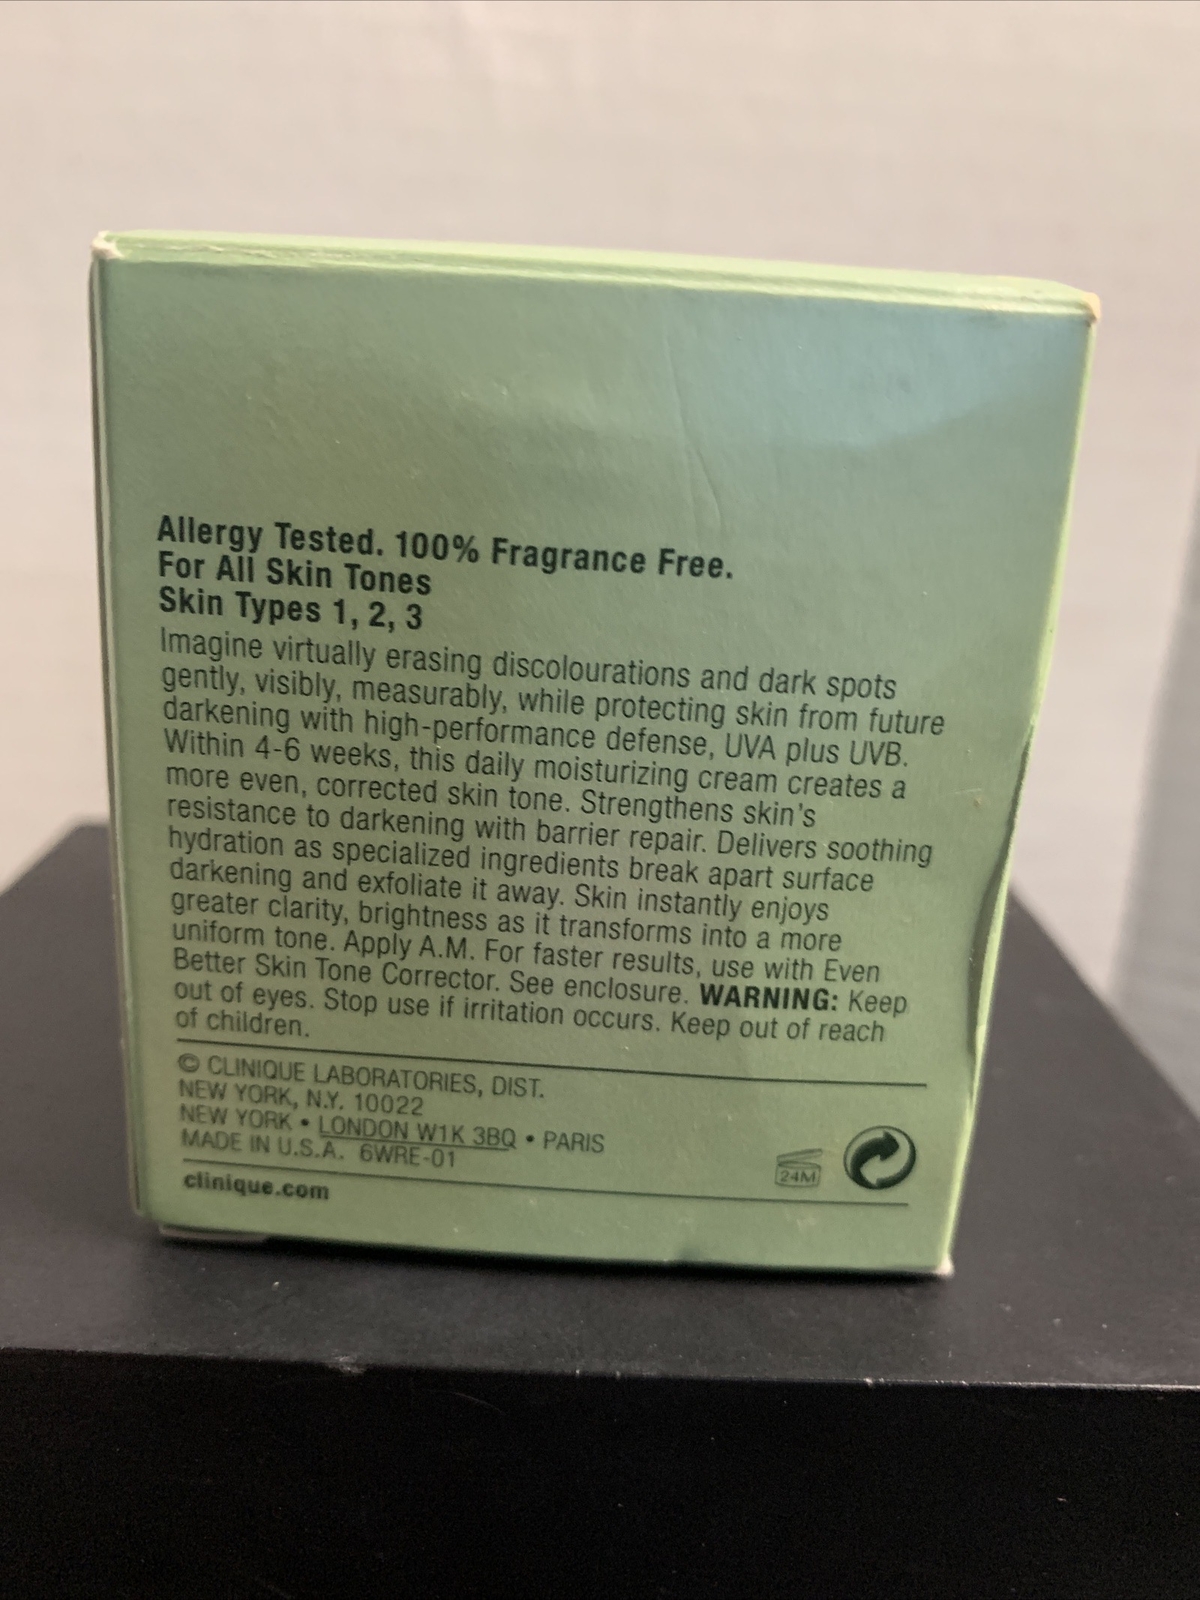 Allergy Tested. 100% Fragrance Free.
For All Skin Tones
Skin Types 1, 2, 3
Imagine virtually erasing discolourations and dark spots
gently, visibly, measurably, while protecting skin from future
darkening with high-performance defense, UVA plus UVB.
Within 4-6 weeks, this daily moisturizing cream creates a
more even, corrected skin tone. Strengthens skin's
resistance to darkening with barrier repair. Delivers soothing
hydration as specialized ingredients break apart surface
darkening and exfoliate it away. Skin instantly enjoys
greater clarity, brightness as it transforms into a more
uniform tone. Apply A.M. For faster results, use with Even
Better Skin Tone Corrector. See enclosure. WARNING: Keep
out of eyes. Stop use if irritation occurs. Keep out of reach
of children.
© CLINIQUE LABORATORIES, DIST.
NEW YORK, N.Y. 10022
NEW YORK • LONDON W1K 3BQ • PARIS
MADE IN U.S.A. 6WRE-01
24M
clinique.com